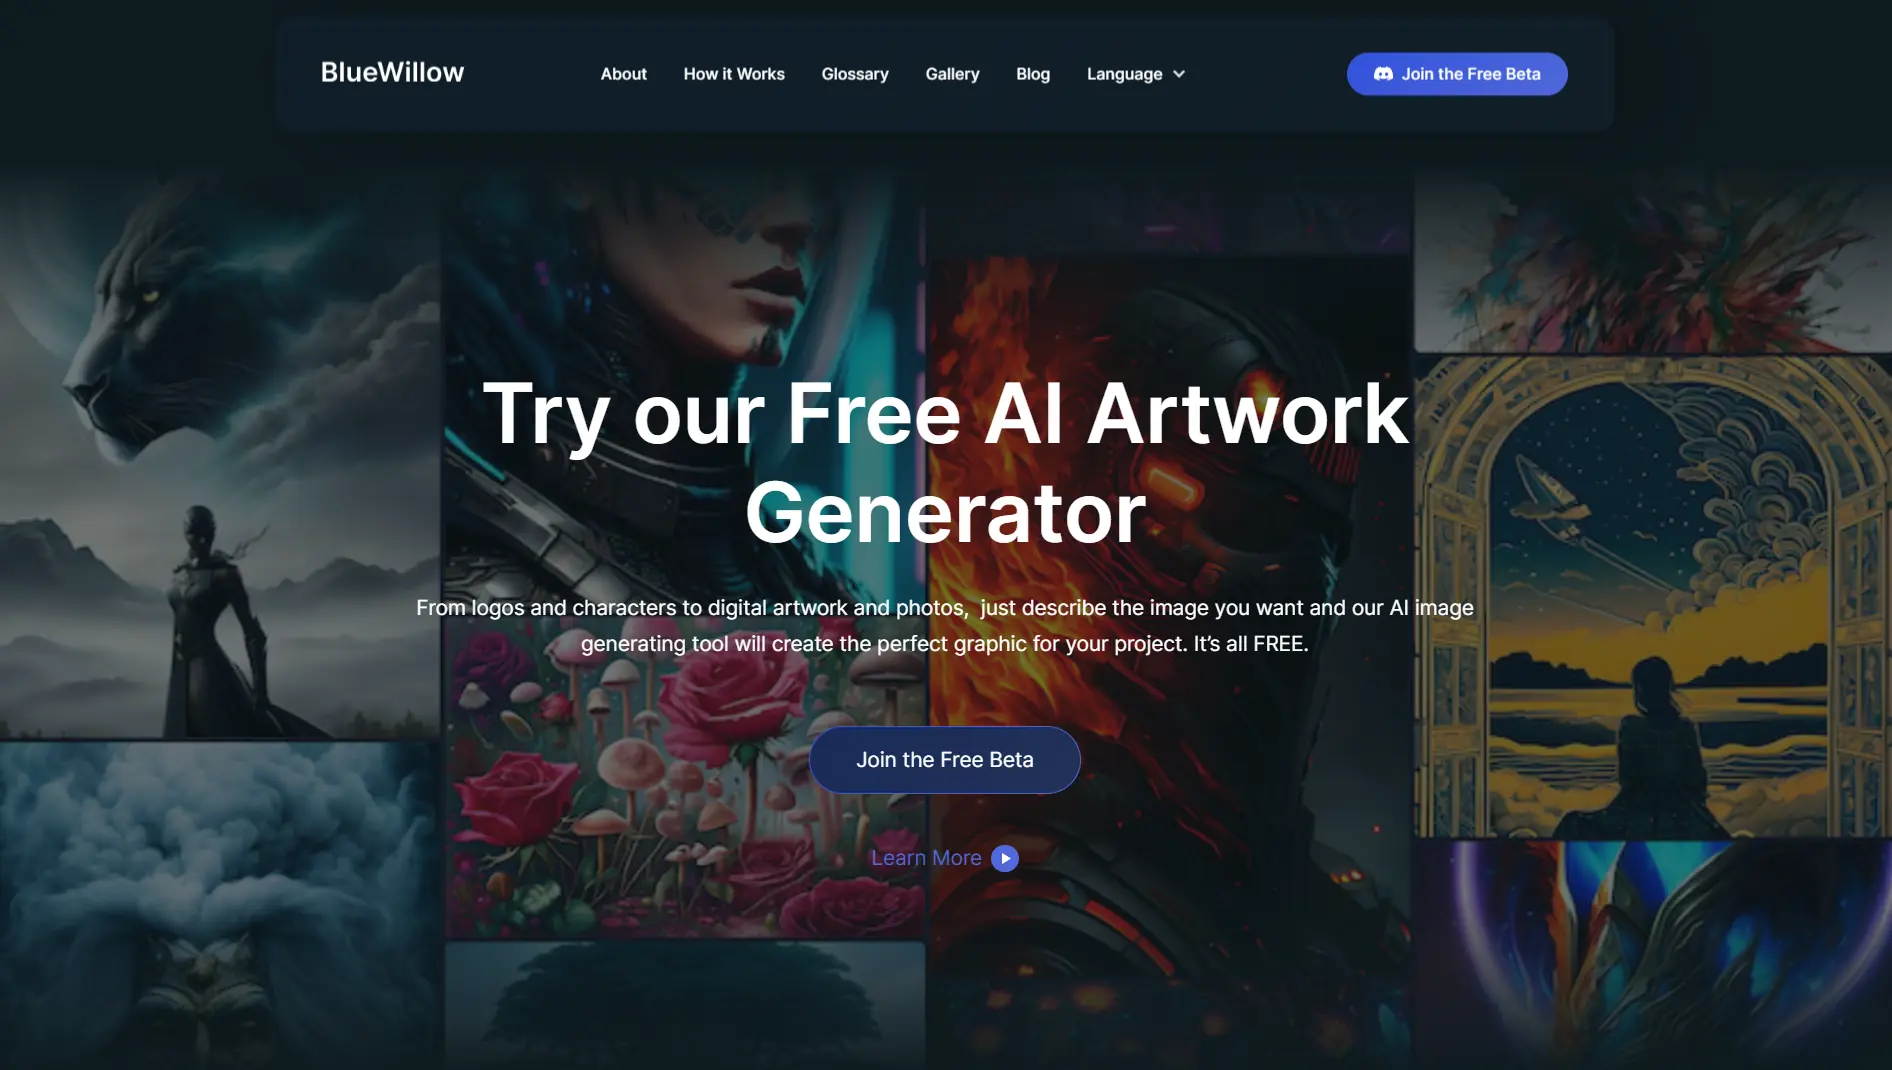 BlueWillow
About
How it Works
Glossary
Gallery
Blog
Language
Join the Free Beta
Try our Free AI Artwork
Generator
From logos and characters to digital artwork and photos,  just describe the image you want and our AI image
generating tool will create the perfect graphic for your project. It’s all FREE.
Join the Free Beta
Learn More